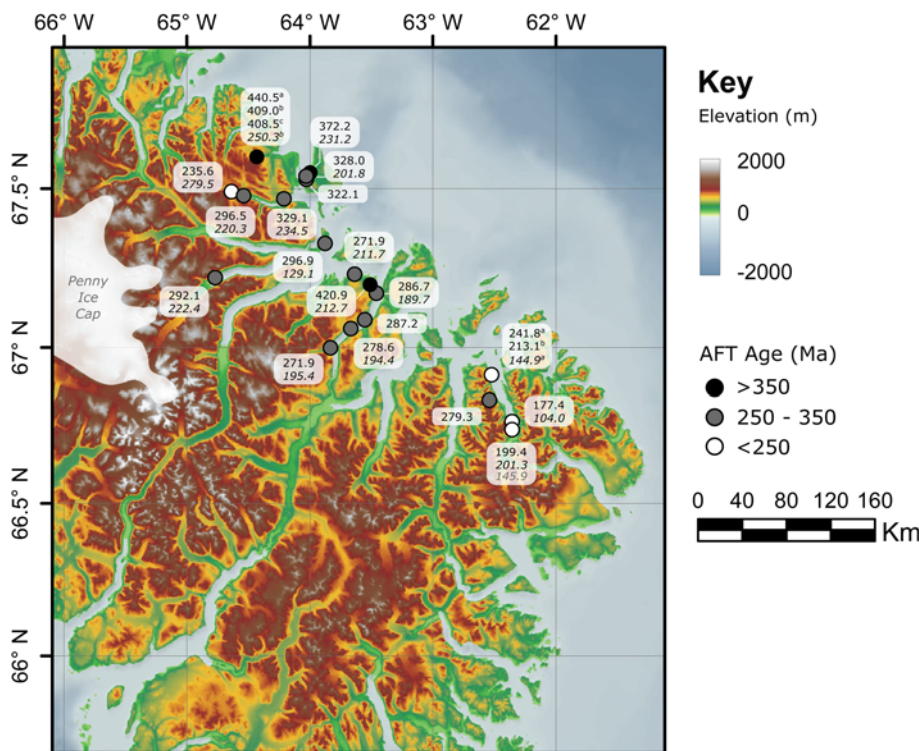 66° W 65° W 64° W 63° W 62° W
67.5° N
67° N
66.5° N
66° N
440.5ᵃ
409.0ᵇ
408.5ᶜ
250.3ᵇ
372.2
231.2
328.0
201.8
322.1
235.6
279.5
296.5
220.3
329.1
234.5
271.9
211.7
296.9
129.1
Penny
Ice
Cap
292.1
222.4
420.9
212.7
286.7
189.7
287.2
278.6
194.4
271.9
195.4
241.8ᵃ
213.1ᵇ
144.9ᵃ
279.3
177.4
104.0
199.4
201.3
145.9
Key
Elevation (m)
2000
0
-2000
AFT Age (Ma)
>350
250 - 350
<250
0 40 80 120 160
Km